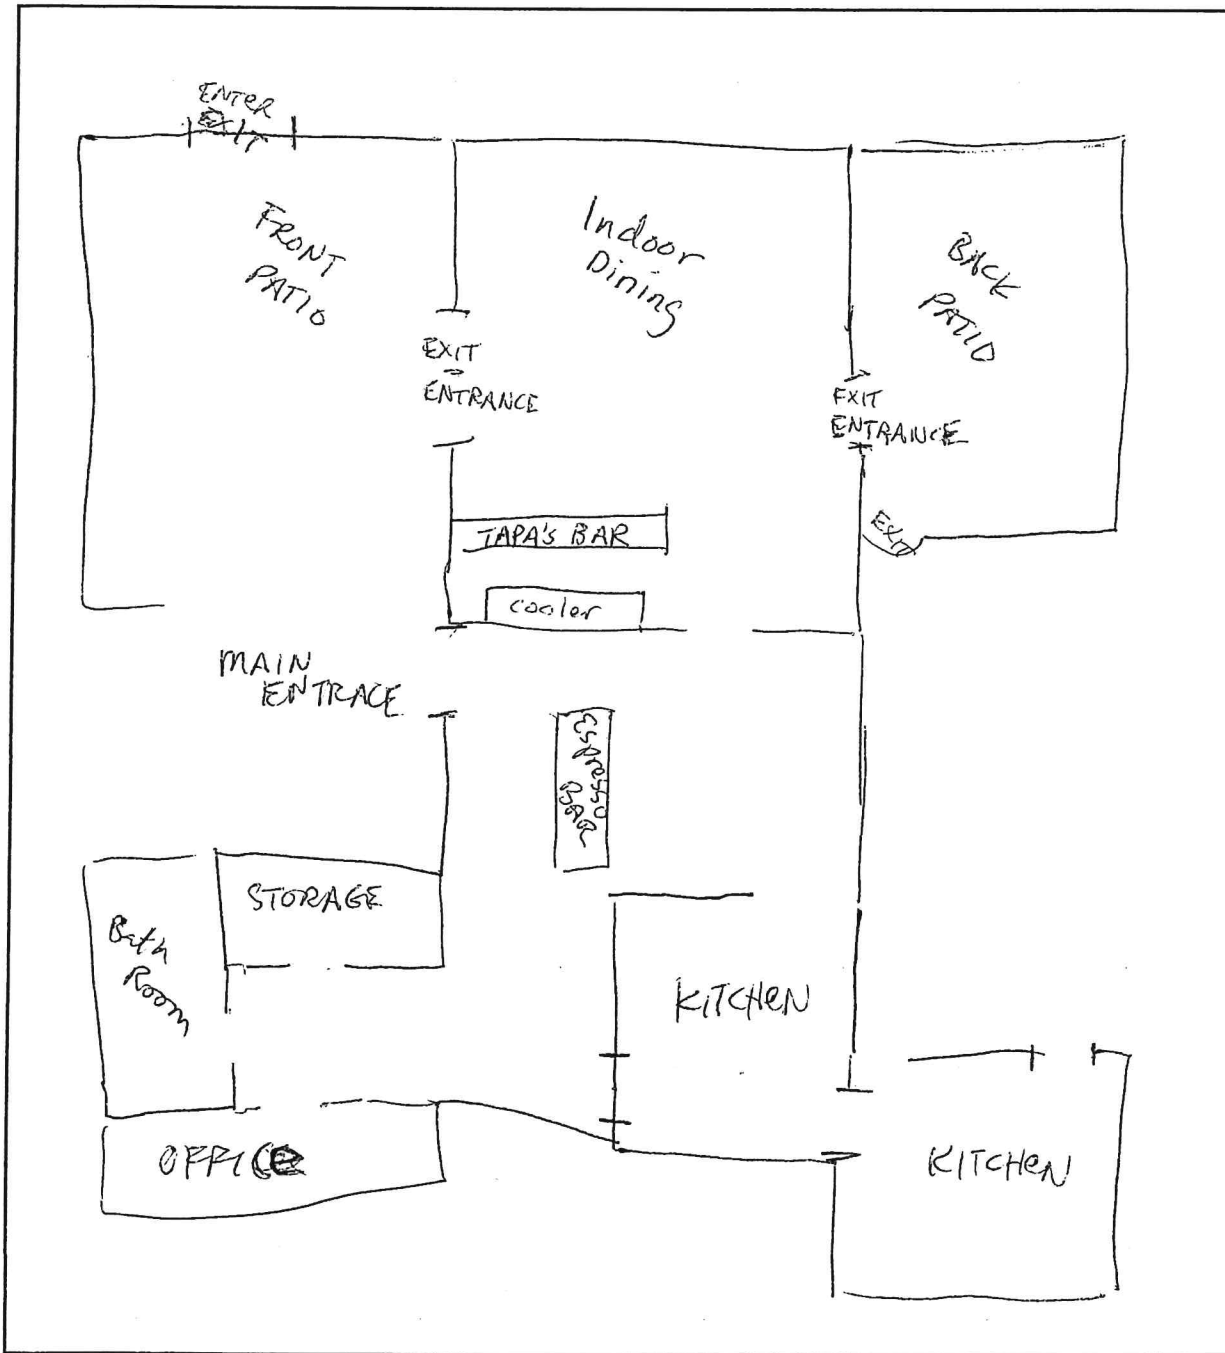 ENTER
EXIT
FRONT
PATIO
Indoor
Dining
BACK
PATIO
EXIT
ENTRANCE
EXIT
ENTRANCE
EXIT
TAPA'S BAR
cooler
MAIN
ENTRACE
Espresso
BAR
STORAGE
Bath
Room
KITCHEN
OFFICE
KITCHEN